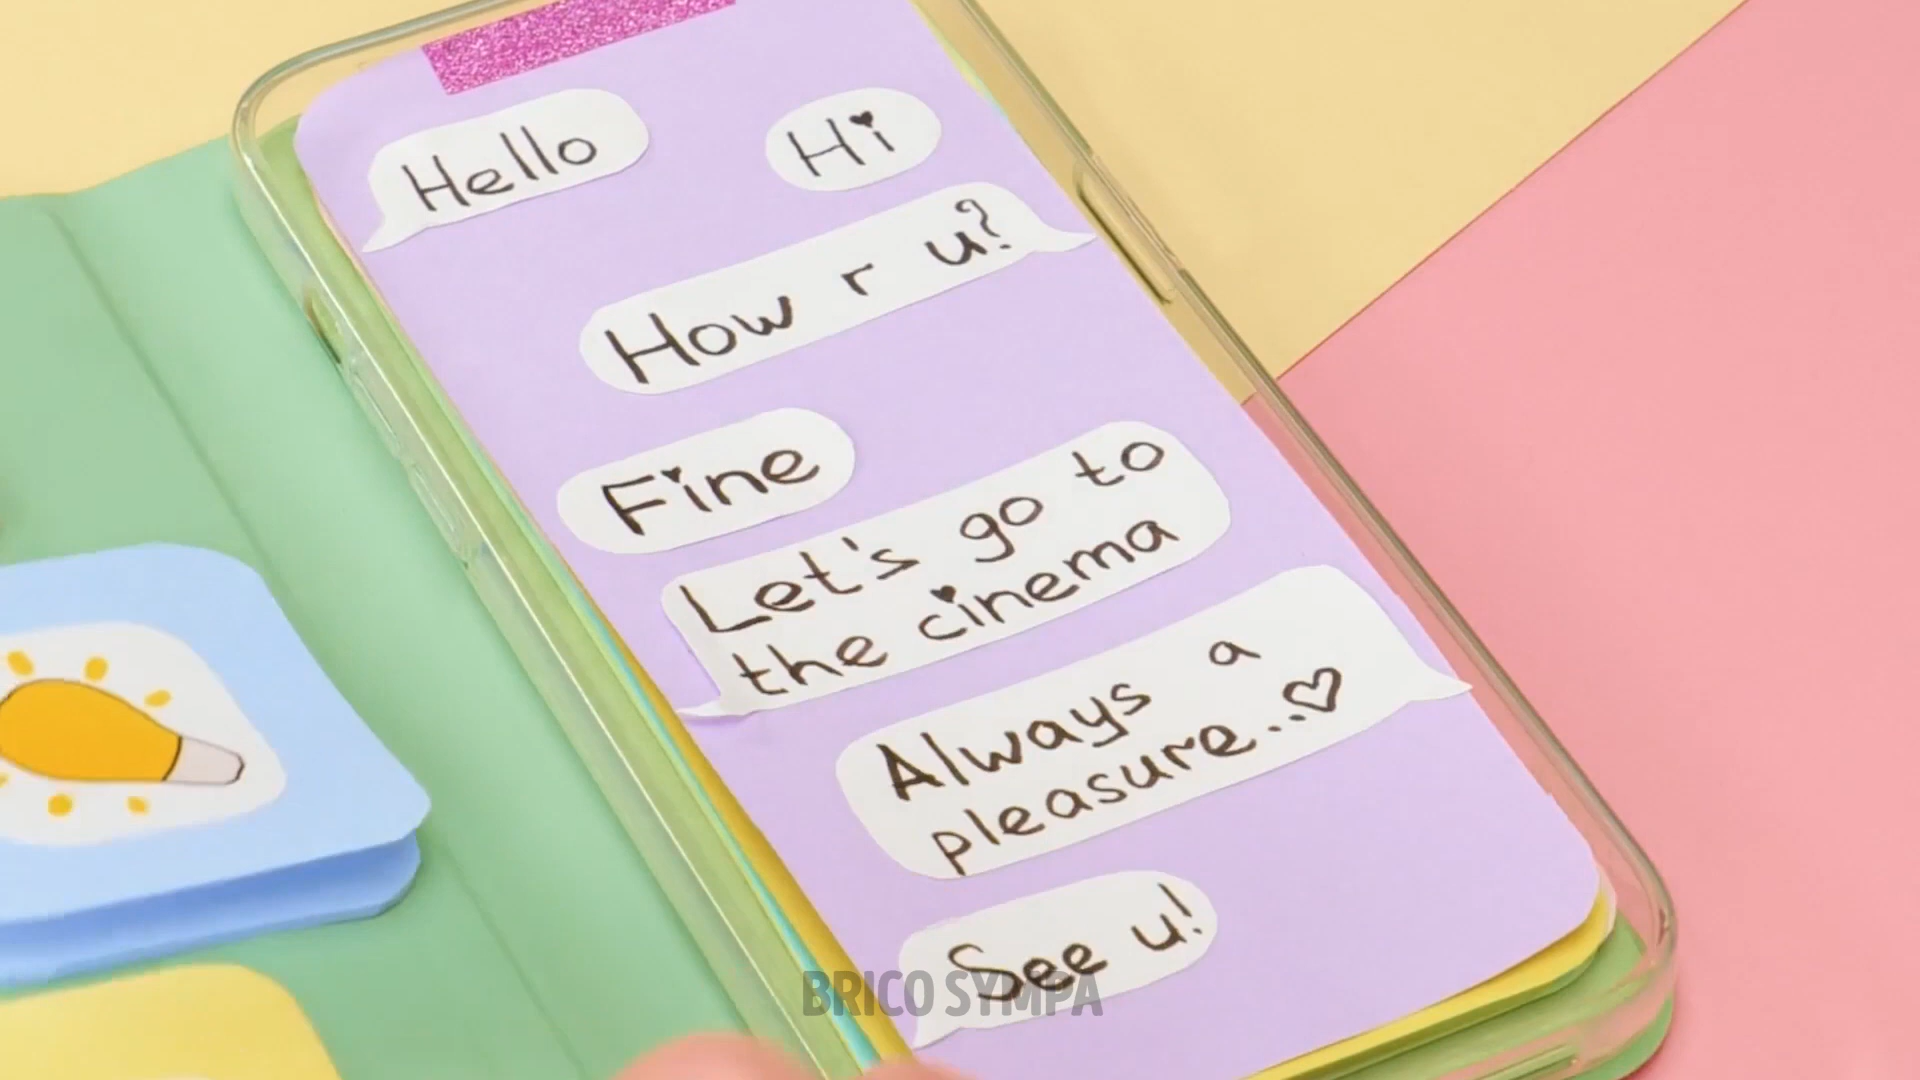 Hello
Hi
How r u?
Fine
Let's go to
the cinema
Always a
pleasure..♡
See u!
BRICO SYMPA